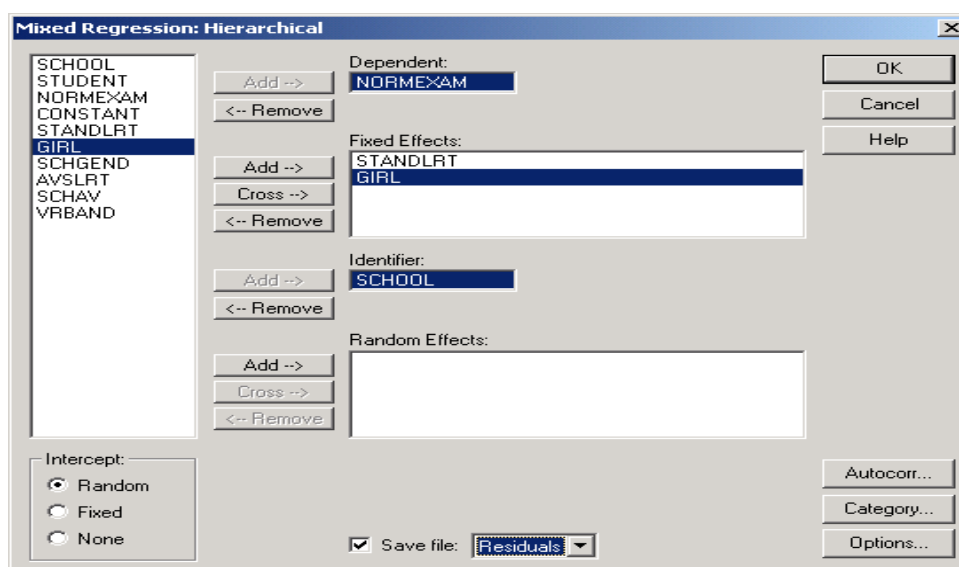 Mixed Regression: Hierarchical
SCHOOL
STUDENT
NORMEXAM
CONSTANT
STANDLRT
GIRL
SCHGEND
AVSLRT
SCHAV
VRBAND
Dependent:
Add -->
NORMEXAM
<-- Remove
Fixed Effects:
Add -->
STANDLRT
GIRL
Cross -->
<-- Remove
Identifier:
Add -->
SCHOOL
<-- Remove
Random Effects:
Add -->
Cross -->
<-- Remove
OK
Cancel
Help
Intercept:
Random
Fixed
None
Save file: Residuals
Autocorr...
Category...
Options...